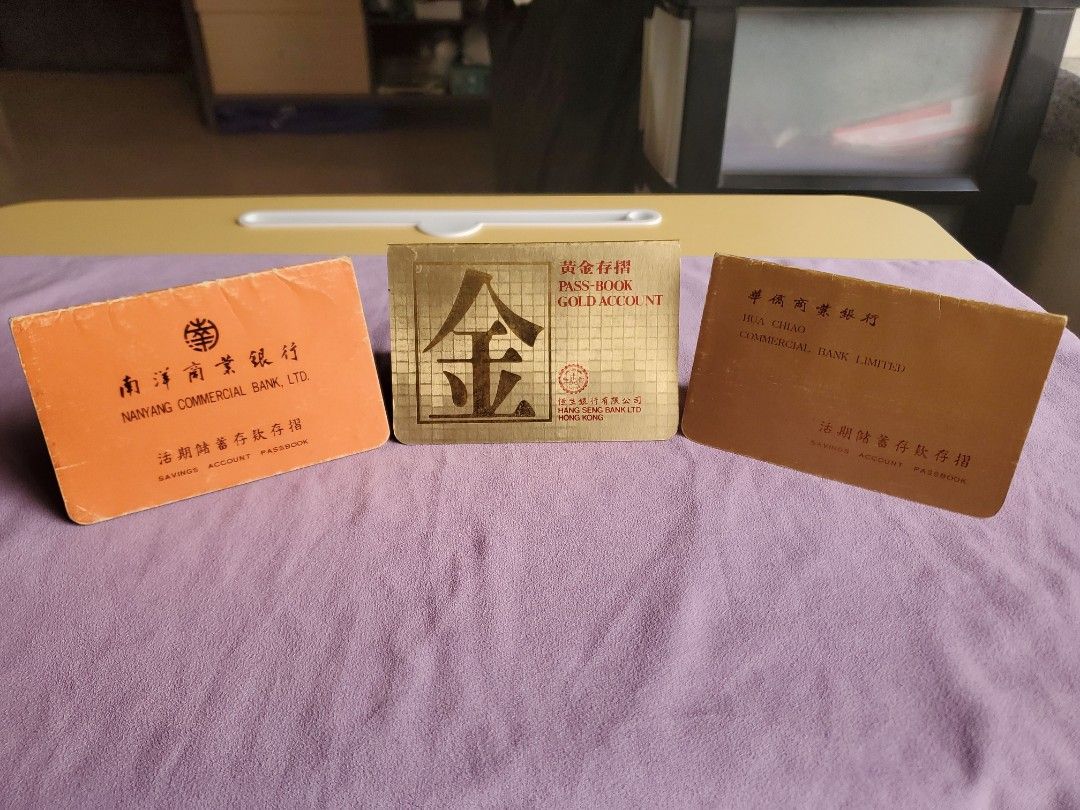 南洋商業銀行
NANYANG COMMERCIAL BANK, LTD.
活期儲蓄存款存摺
SAVINGS ACCOUNT PASSBOOK
金
黃金存摺
PASS-BOOK
GOLD ACCOUNT
恒生銀行有限公司
HANG SENG BANK LTD
HONG KONG
華僑商業銀行
HUA CHIAO
COMMERCIAL BANK LIMITED
活期儲蓄存款存摺
SAVINGS ACCOUNT PASSBOOK